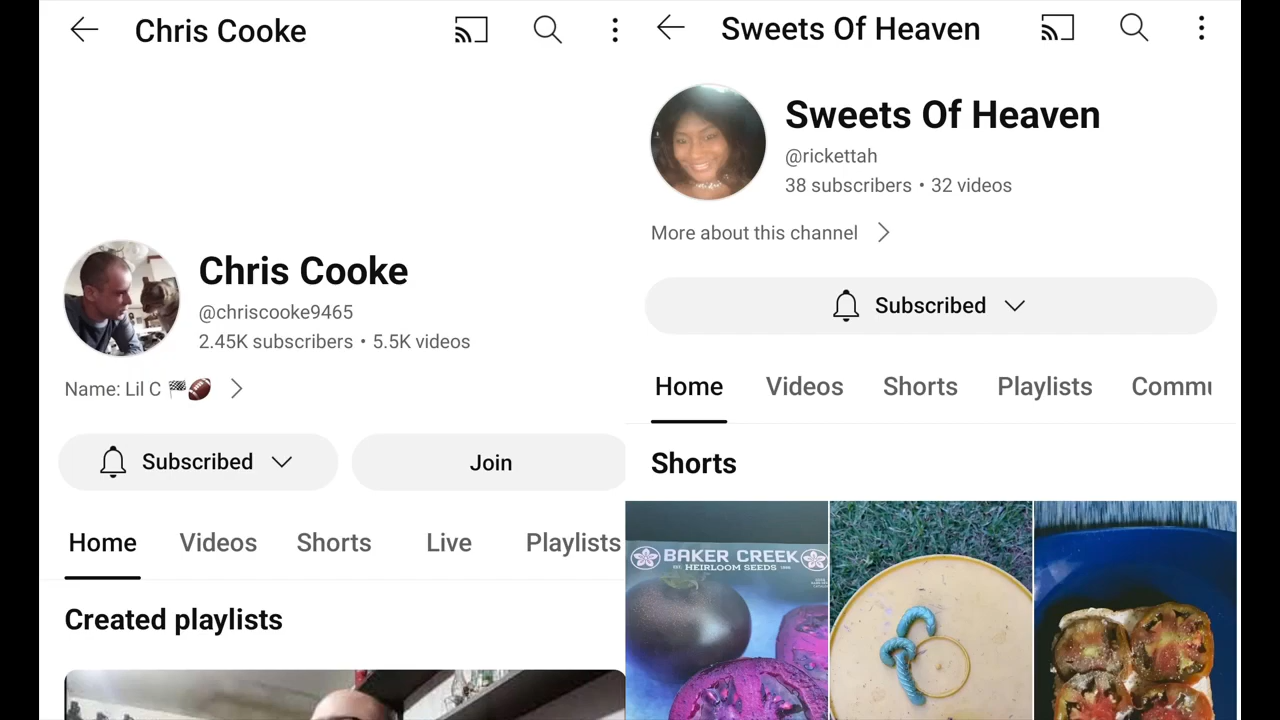 Chris Cooke
Chris Cooke
@chriscooke9465
2.45K subscribers • 5.5K videos
Name: Lil C 🏁🏈
Subscribed
Join
Home Videos Shorts Live Playlists
Created playlists
Sweets Of Heaven
Sweets Of Heaven
@rickettah
38 subscribers • 32 videos
More about this channel
Subscribed
Home Videos Shorts Playlists Commu
Shorts
BAKER CREEK
HEIRLOOM SEEDS